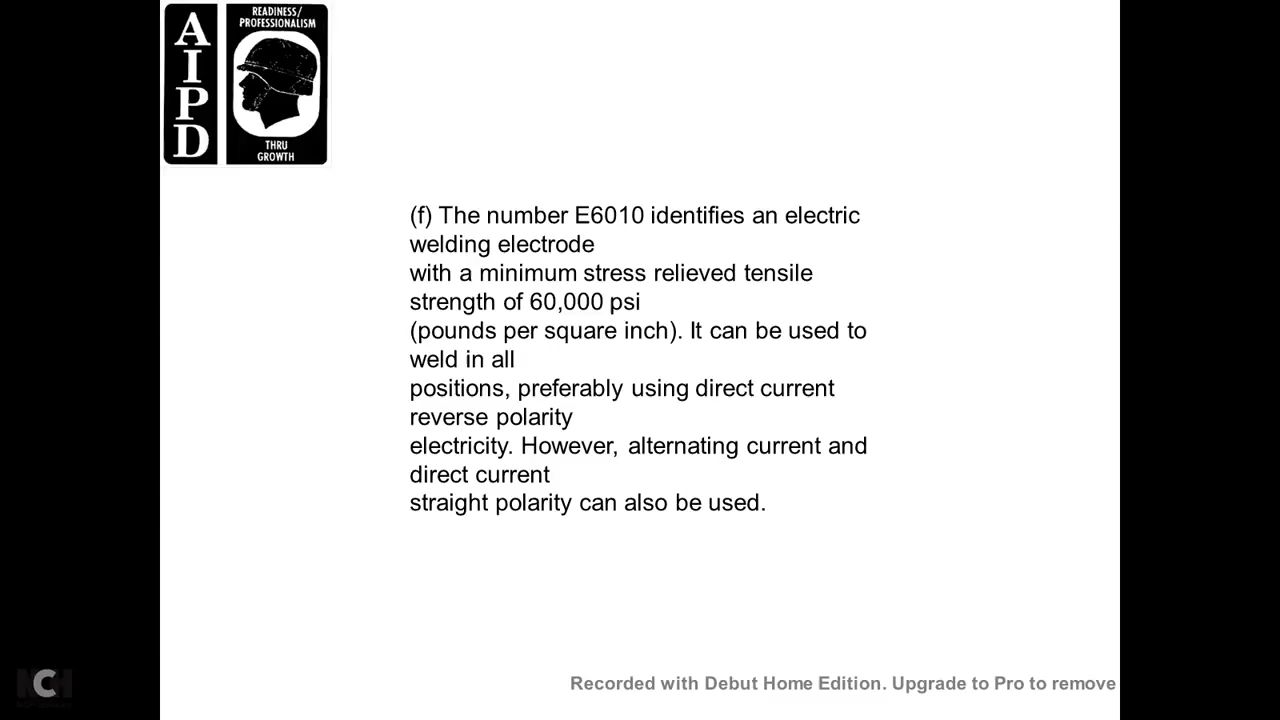 AIPD
READINESS/
PROFESSIONALISM
THRU
GROWTH
(f) The number E6010 identifies an electric
welding electrode
with a minimum stress relieved tensile
strength of 60,000 psi
(pounds per square inch). It can be used to
weld in all
positions, preferably using direct current
reverse polarity
electricity. However, alternating current and
direct current
straight polarity can also be used.
Recorded with Debut Home Edition. Upgrade to Pro to remove